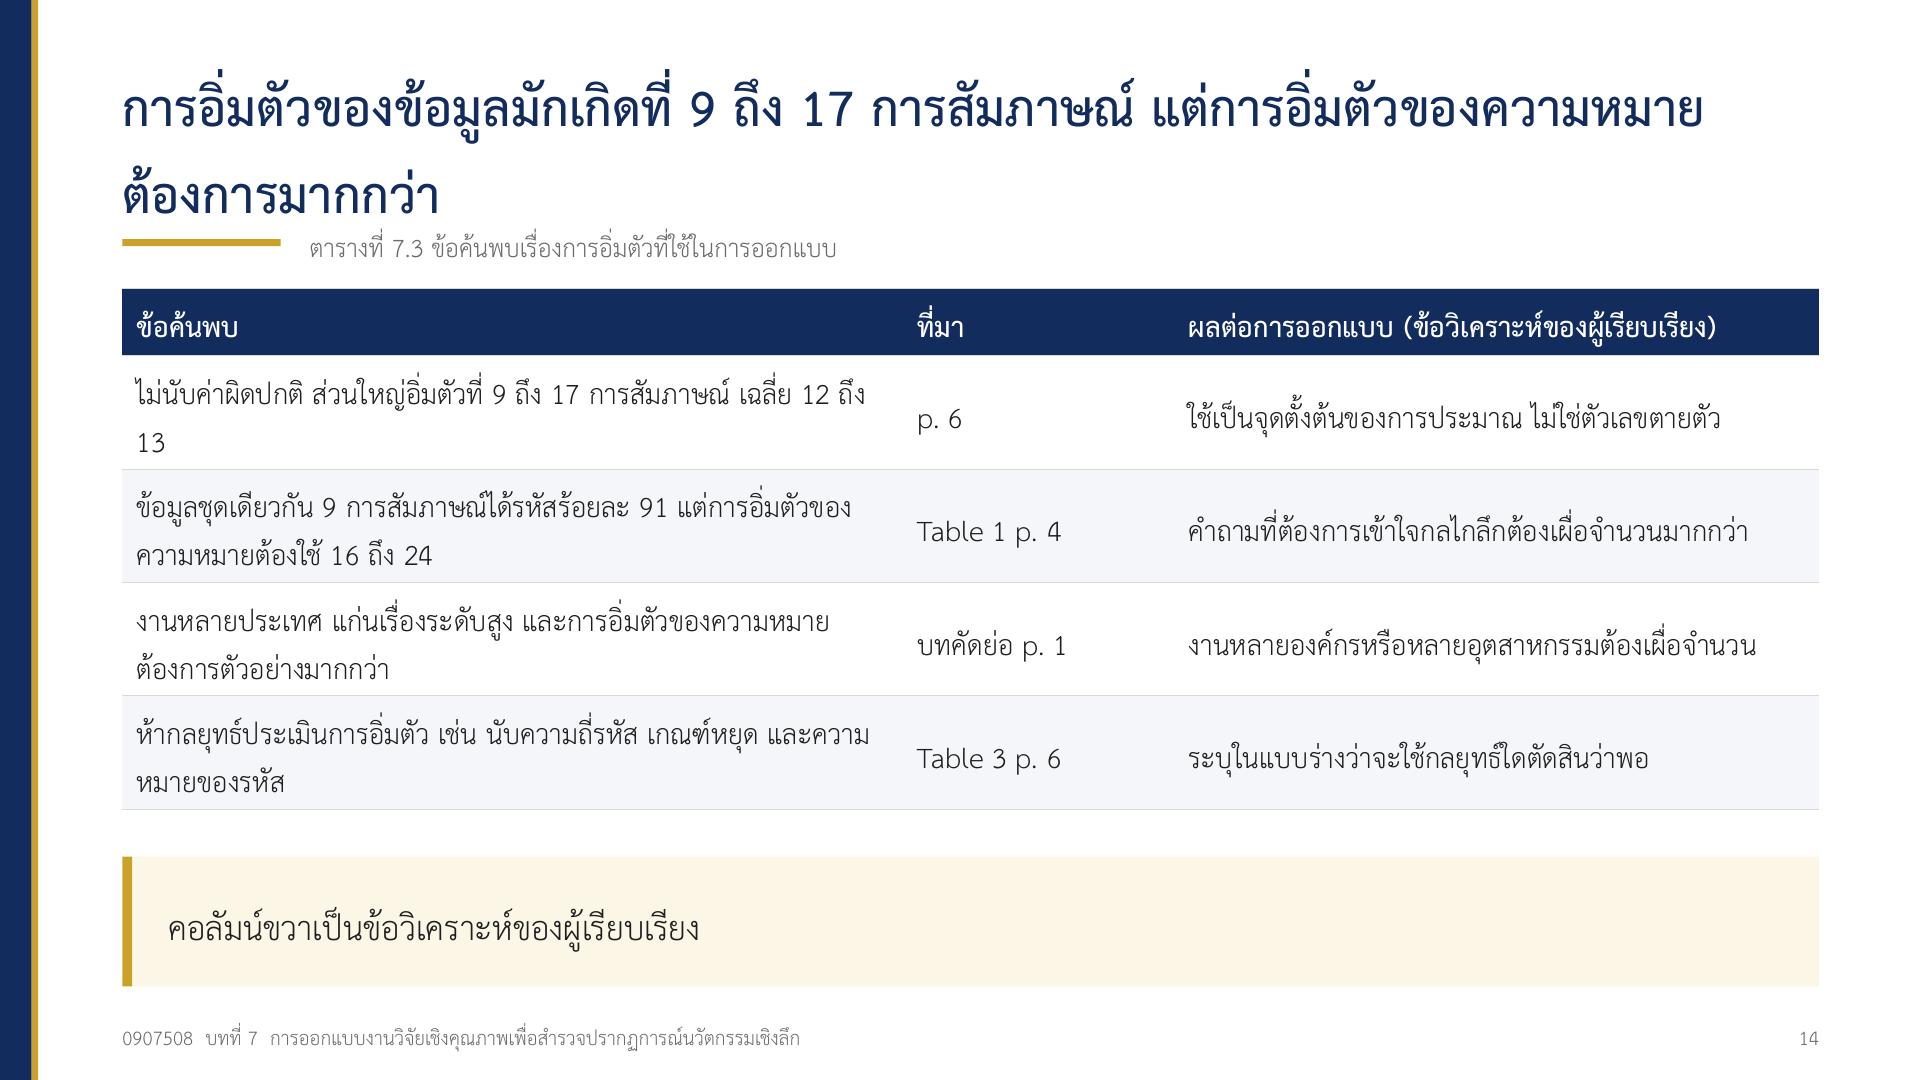 การอิ่มตัวของข้อมูลมักเกิดที่ 9 ถึง 17 การสัมภาษณ์ แต่การอิ่มตัวของความหมาย
ต้องการมากกว่า
ตารางที่ 7.3 ข้อค้นพบเรื่องการอิ่มตัวที่ใช้ในการออกแบบ
ข้อค้นพบ ที่มา ผลต่อการออกแบบ (ข้อวิเคราะห์ของผู้เรียบเรียง)
ไม่นับค่าผิดปกติ ส่วนใหญ่อิ่มตัวที่ 9 ถึง 17 การสัมภาษณ์ เฉลี่ย 12 ถึง
13
p. 6
ใช้เป็นจุดตั้งต้นของการประมาณ ไม่ใช่ตัวเลขตายตัว
ข้อมูลชุดเดียวกัน 9 การสัมภาษณ์ได้รหัสร้อยละ 91 แต่การอิ่มตัวของ
ความหมายต้องใช้ 16 ถึง 24
Table 1 p. 4
คำถามที่ต้องการเข้าใจกลไกลึกต้องเผื่อจำนวนมากกว่า
งานหลายประเทศ แก่นเรื่องระดับสูง และการอิ่มตัวของความหมาย
ต้องการตัวอย่างมากกว่า
บทคัดย่อ p. 1
งานหลายองค์กรหรือหลายอุตสาหกรรมต้องเผื่อจำนวน
ห้ากลยุทธ์ประเมินการอิ่มตัว เช่น นับความถี่รหัส เกณฑ์หยุด และความ
หมายของรหัส
Table 3 p. 6
ระบุในแบบร่างว่าจะใช้กลยุทธ์ใดตัดสินว่าพอ
คอลัมน์ขวาเป็นข้อวิเคราะห์ของผู้เรียบเรียง
0907508 บทที่ 7 การออกแบบงานวิจัยเชิงคุณภาพเพื่อสำรวจปรากฏการณ์นวัตกรรมเชิงลึก
14